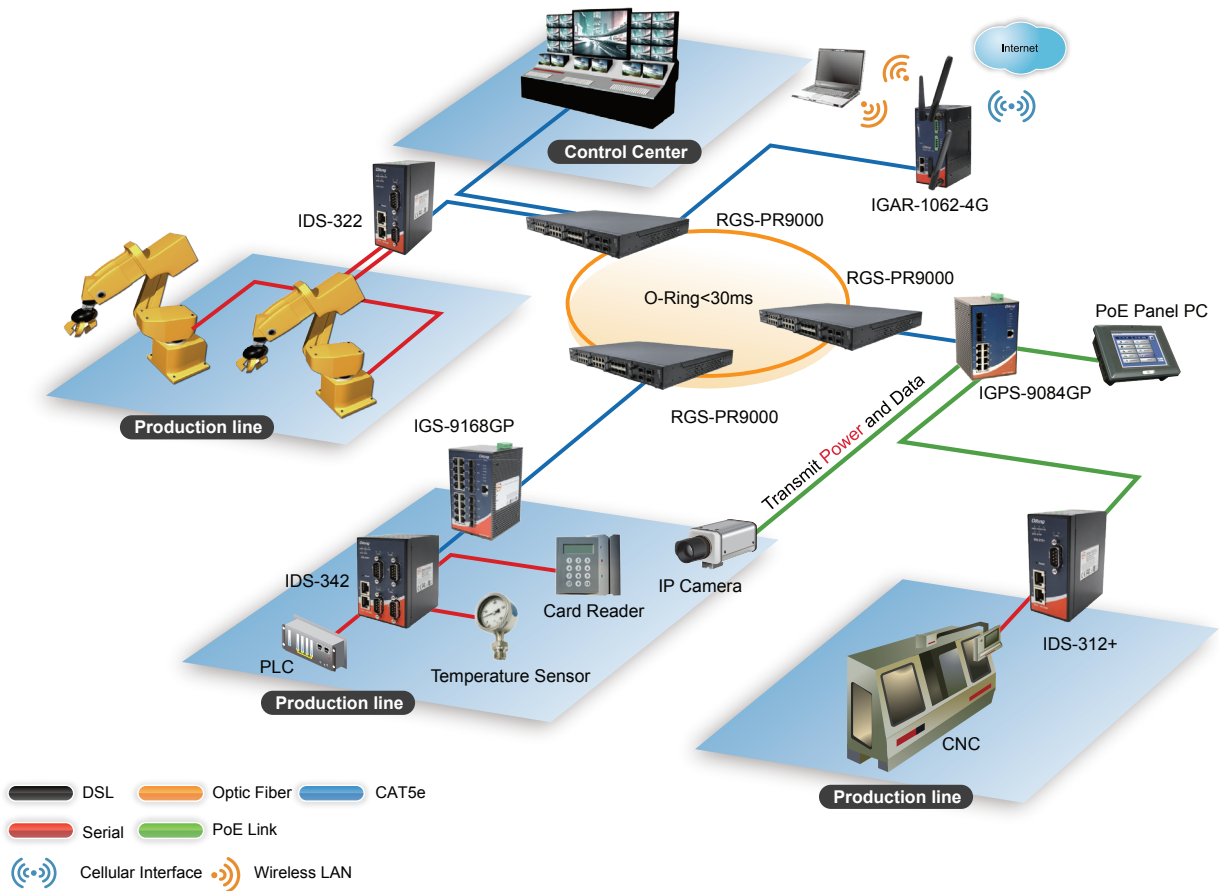 Internet
Control Center
IDS-322
RGS-PR9000
IGAR-1062-4G
RGS-PR9000
O-Ring<30ms
PoE Panel PC
IGPS-9084GP
Production line
IGS-9168GP
RGS-PR9000
Transmit Power and Data
IDS-342
Card Reader
IP Camera
PLC
Temperature Sensor
IDS-312+
Production line
CNC
Production line
DSL
Optic Fiber
CAT5e
Serial
PoE Link
Cellular Interface
Wireless LAN